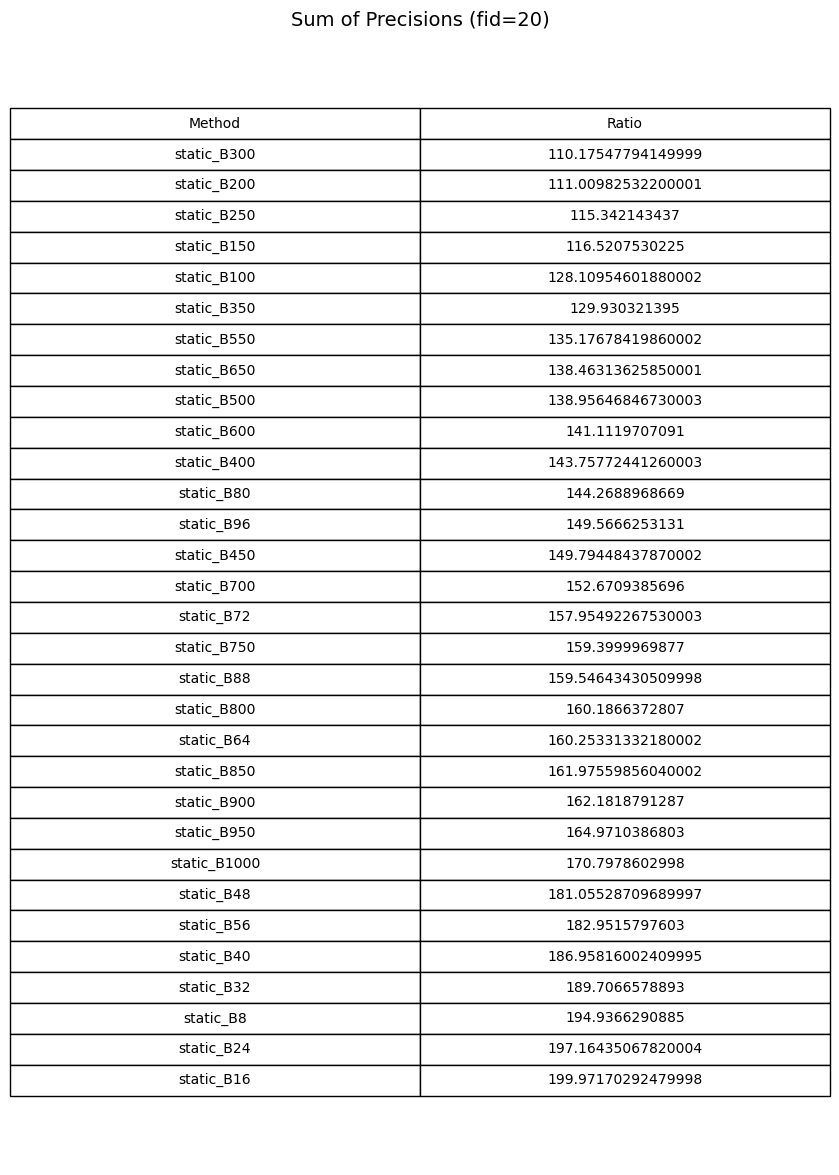 Sum of Precisions (fid=20)
Method Ratio
static_B300 110.17547794149999
static_B200 111.00982532200001
static_B250 115.342143437
static_B150 116.5207530225
static_B100 128.10954601880002
static_B350 129.930321395
static_B550 135.17678419860002
static_B650 138.46313625850001
static_B500 138.95646846730003
static_B600 141.1119707091
static_B400 143.75772441260003
static_B80 144.2688968669
static_B96 149.5666253131
static_B450 149.79448437870002
static_B700 152.6709385696
static_B72 157.95492267530003
static_B750 159.3999969877
static_B88 159.54643430509998
static_B800 160.1866372807
static_B64 160.25331332180002
static_B850 161.97559856040002
static_B900 162.1818791287
static_B950 164.9710386803
static_B1000 170.7978602998
static_B48 181.05528709689997
static_B56 182.9515797603
static_B40 186.95816002409995
static_B32 189.7066578893
static_B8 194.9366290885
static_B24 197.16435067820004
static_B16 199.97170292479998